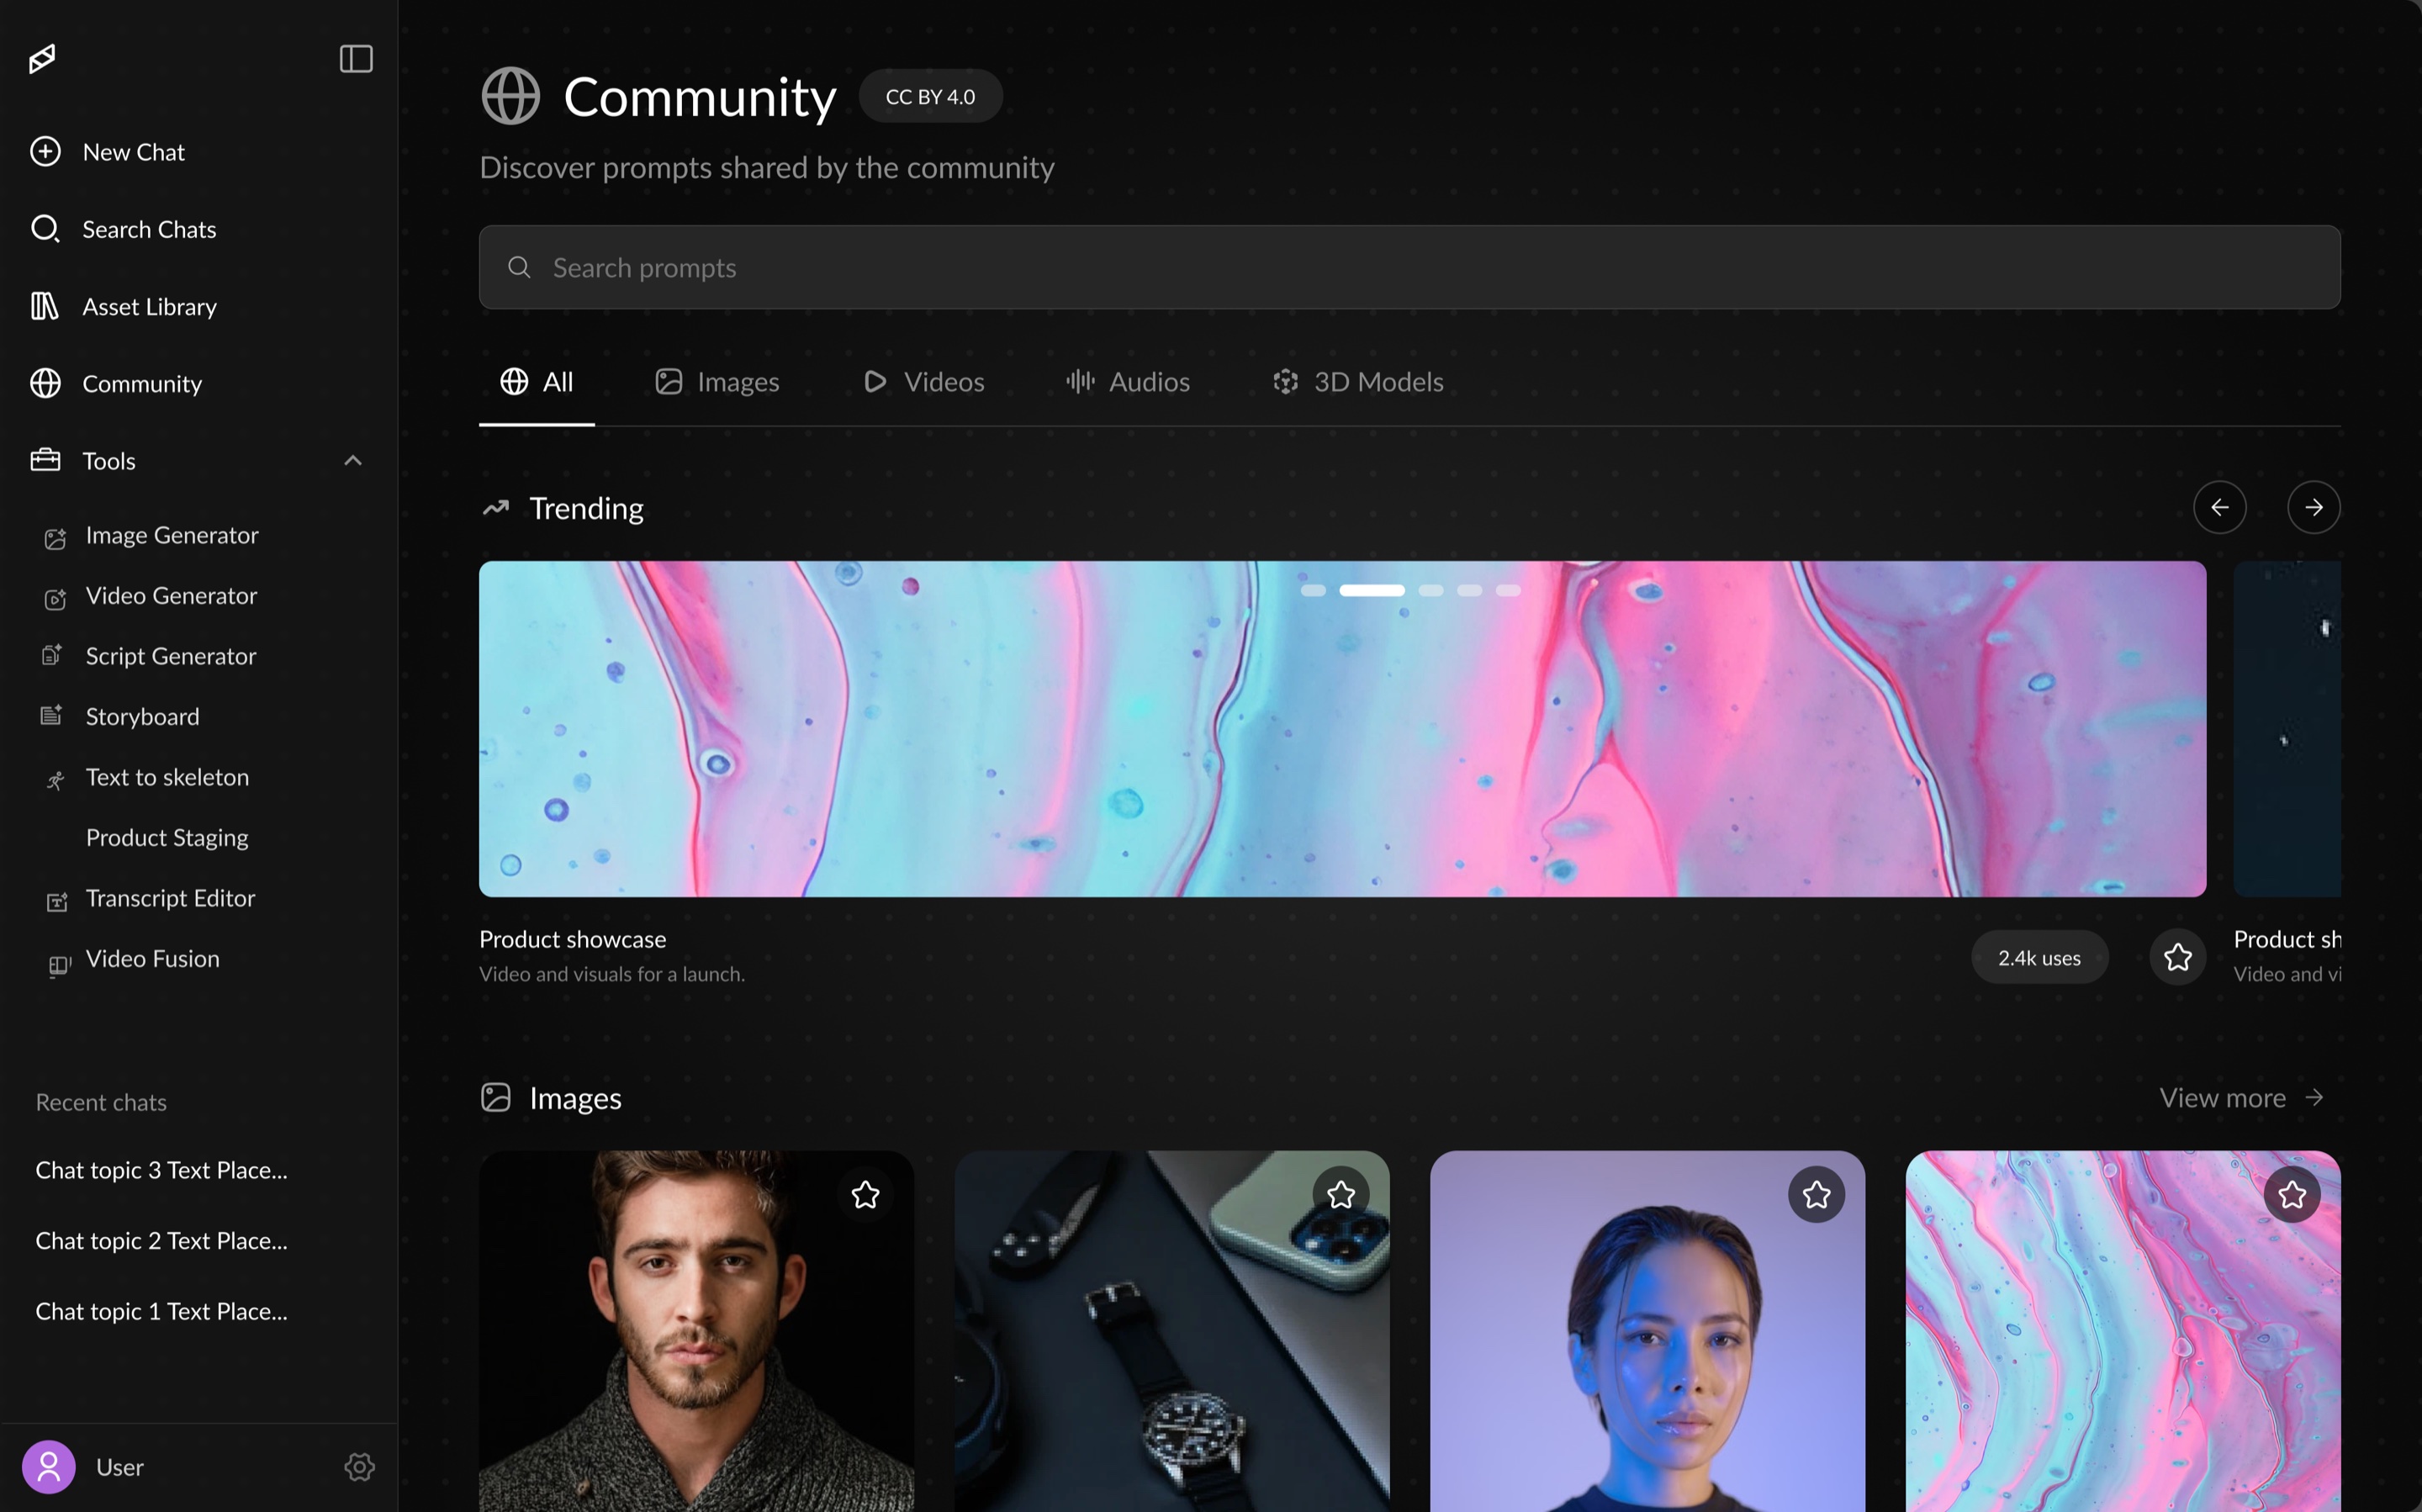 New Chat
Search Chats
Asset Library
Community
Tools
Image Generator
Video Generator
Script Generator
Storyboard
Text to skeleton
Product Staging
Transcript Editor
Video Fusion
Recent chats
Chat topic 3 Text Place...
Chat topic 2 Text Place...
Chat topic 1 Text Place...
User
Community
CC BY 4.0
Discover prompts shared by the community
Search prompts
All
Images
Videos
Audios
3D Models
Trending
Product showcase
Video and visuals for a launch.
2.4k uses
Product sh
Video and vi
Images
View more